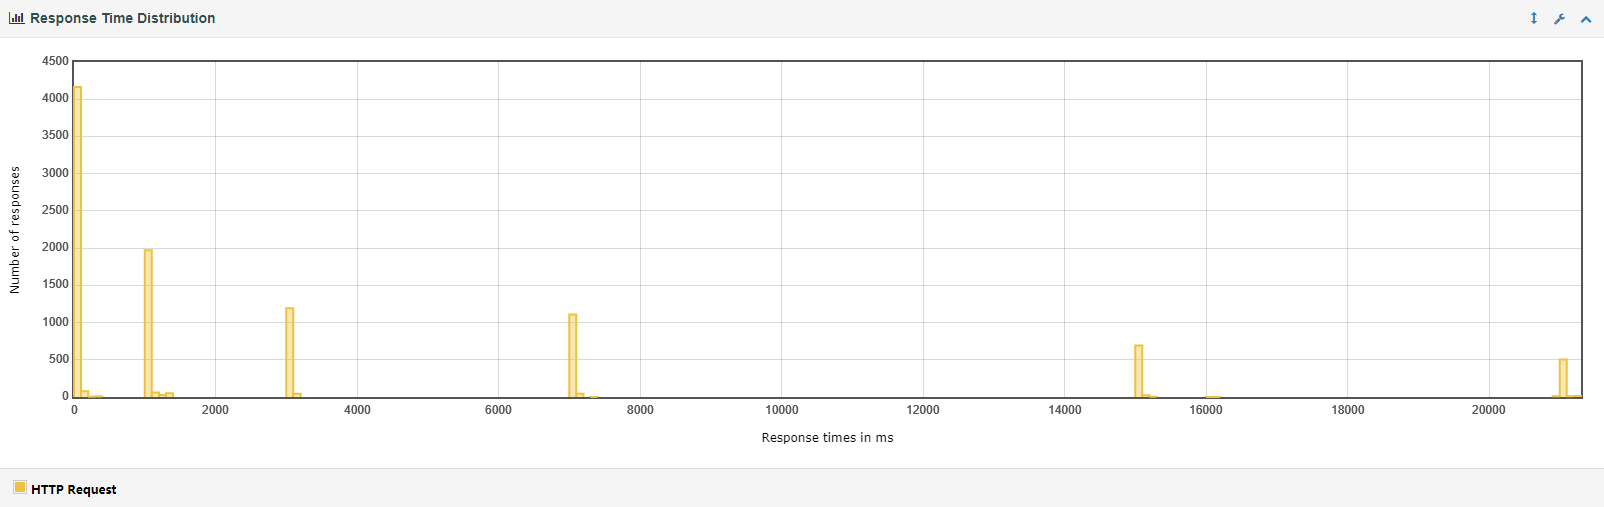 Response Time Distribution
4500
4000
3500
3000
2500
2000
1500
1000
500
0
Number of responses
0 2000 4000 6000 8000 10000 12000 14000 16000 18000 20000
Response times in ms
HTTP Request